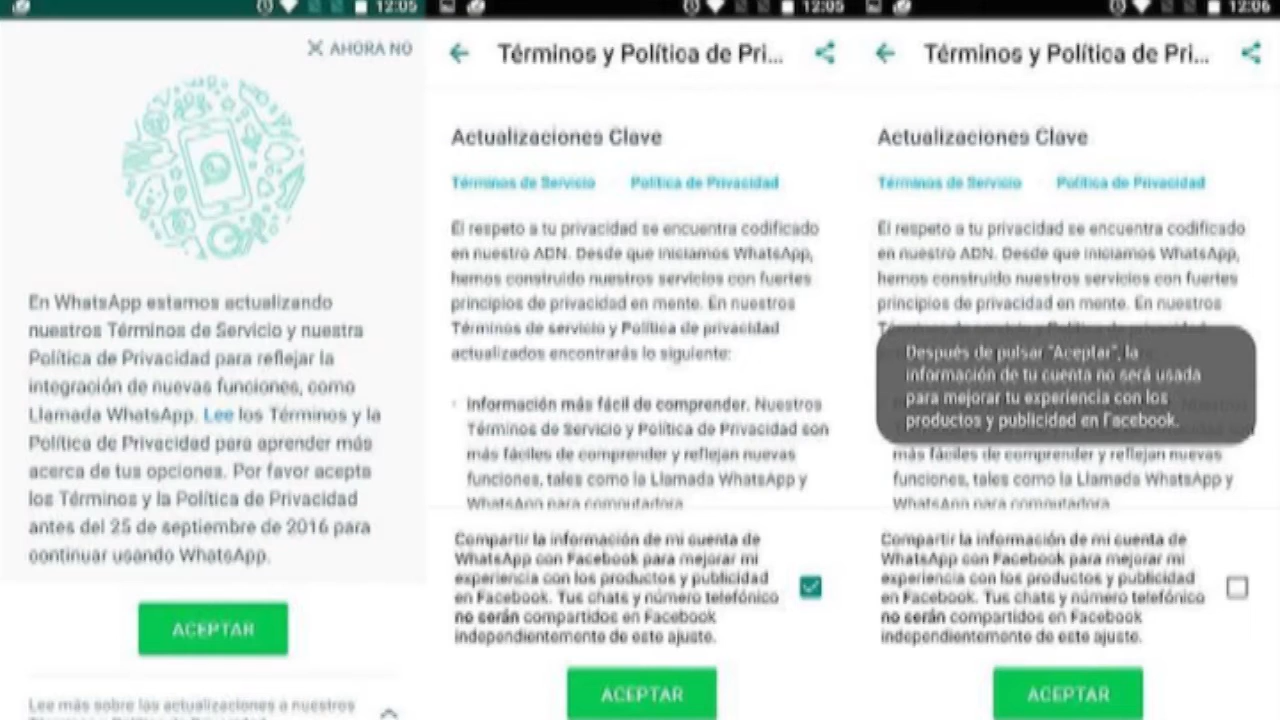 12:05
AHORA NO
En WhatsApp estamos actualizando
nuestros Términos de Servicio y nuestra
Política de Privacidad para reflejar la
integración de nuevas funciones, como
Llamada WhatsApp. Lee los Términos y la
Política de Privacidad para aprender más
acerca de tus opciones. Por favor acepta
los Términos y la Política de Privacidad
antes del 25 de septiembre de 2016 para
continuar usando WhatsApp.
ACEPTAR
Lee más sobre las actualizaciones a nuestros
Términos y Política de Privacidad.
12:05
Términos y Política de Pri...
Actualizaciones Clave
Términos de Servicio
Política de Privacidad
El respeto a tu privacidad se encuentra codificado
en nuestro ADN. Desde que iniciamos WhatsApp,
hemos construido nuestros servicios con fuertes
principios de privacidad en mente. En nuestros
Términos de servicio y Política de privacidad
actualizados encontrarás lo siguiente:
· Información más fácil de comprender. Nuestros
Términos de Servicio y Política de Privacidad son
más fáciles de comprender y reflejan nuevas
funciones, tales como la Llamada WhatsApp y
WhatsApp para computadora
Compartir la información de mi cuenta de
WhatsApp con Facebook para mejorar mi
experiencia con los productos y publicidad
en Facebook. Tus chats y número telefónico
no serán compartidos en Facebook
independientemente de este ajuste.
ACEPTAR
12:06
Términos y Política de Pri...
Actualizaciones Clave
Términos de Servicio
Política de Privacidad
El respeto a tu privacidad se encuentra codificado
en nuestro ADN. Desde que iniciamos WhatsApp,
hemos construido nuestros servicios con fuertes
principios de privacidad en mente. En nuestros
Después de pulsar "Aceptar", la
información de tu cuenta no será usada
para mejorar tu experiencia con los
productos y publicidad en Facebook.
más fáciles de comprender y reflejan nuevas
funciones, tales como la Llamada WhatsApp y
WhatsApp para computadora
Compartir la información de mi cuenta de
WhatsApp con Facebook para mejorar mi
experiencia con los productos y publicidad
en Facebook. Tus chats y número telefónico
no serán compartidos en Facebook
independientemente de este ajuste.
ACEPTAR